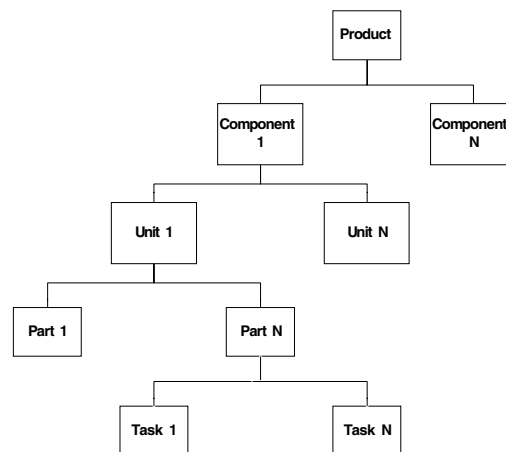 Product
Component
1
Component
N
Unit 1
Unit N
Part 1
Part N
Task 1
Task N